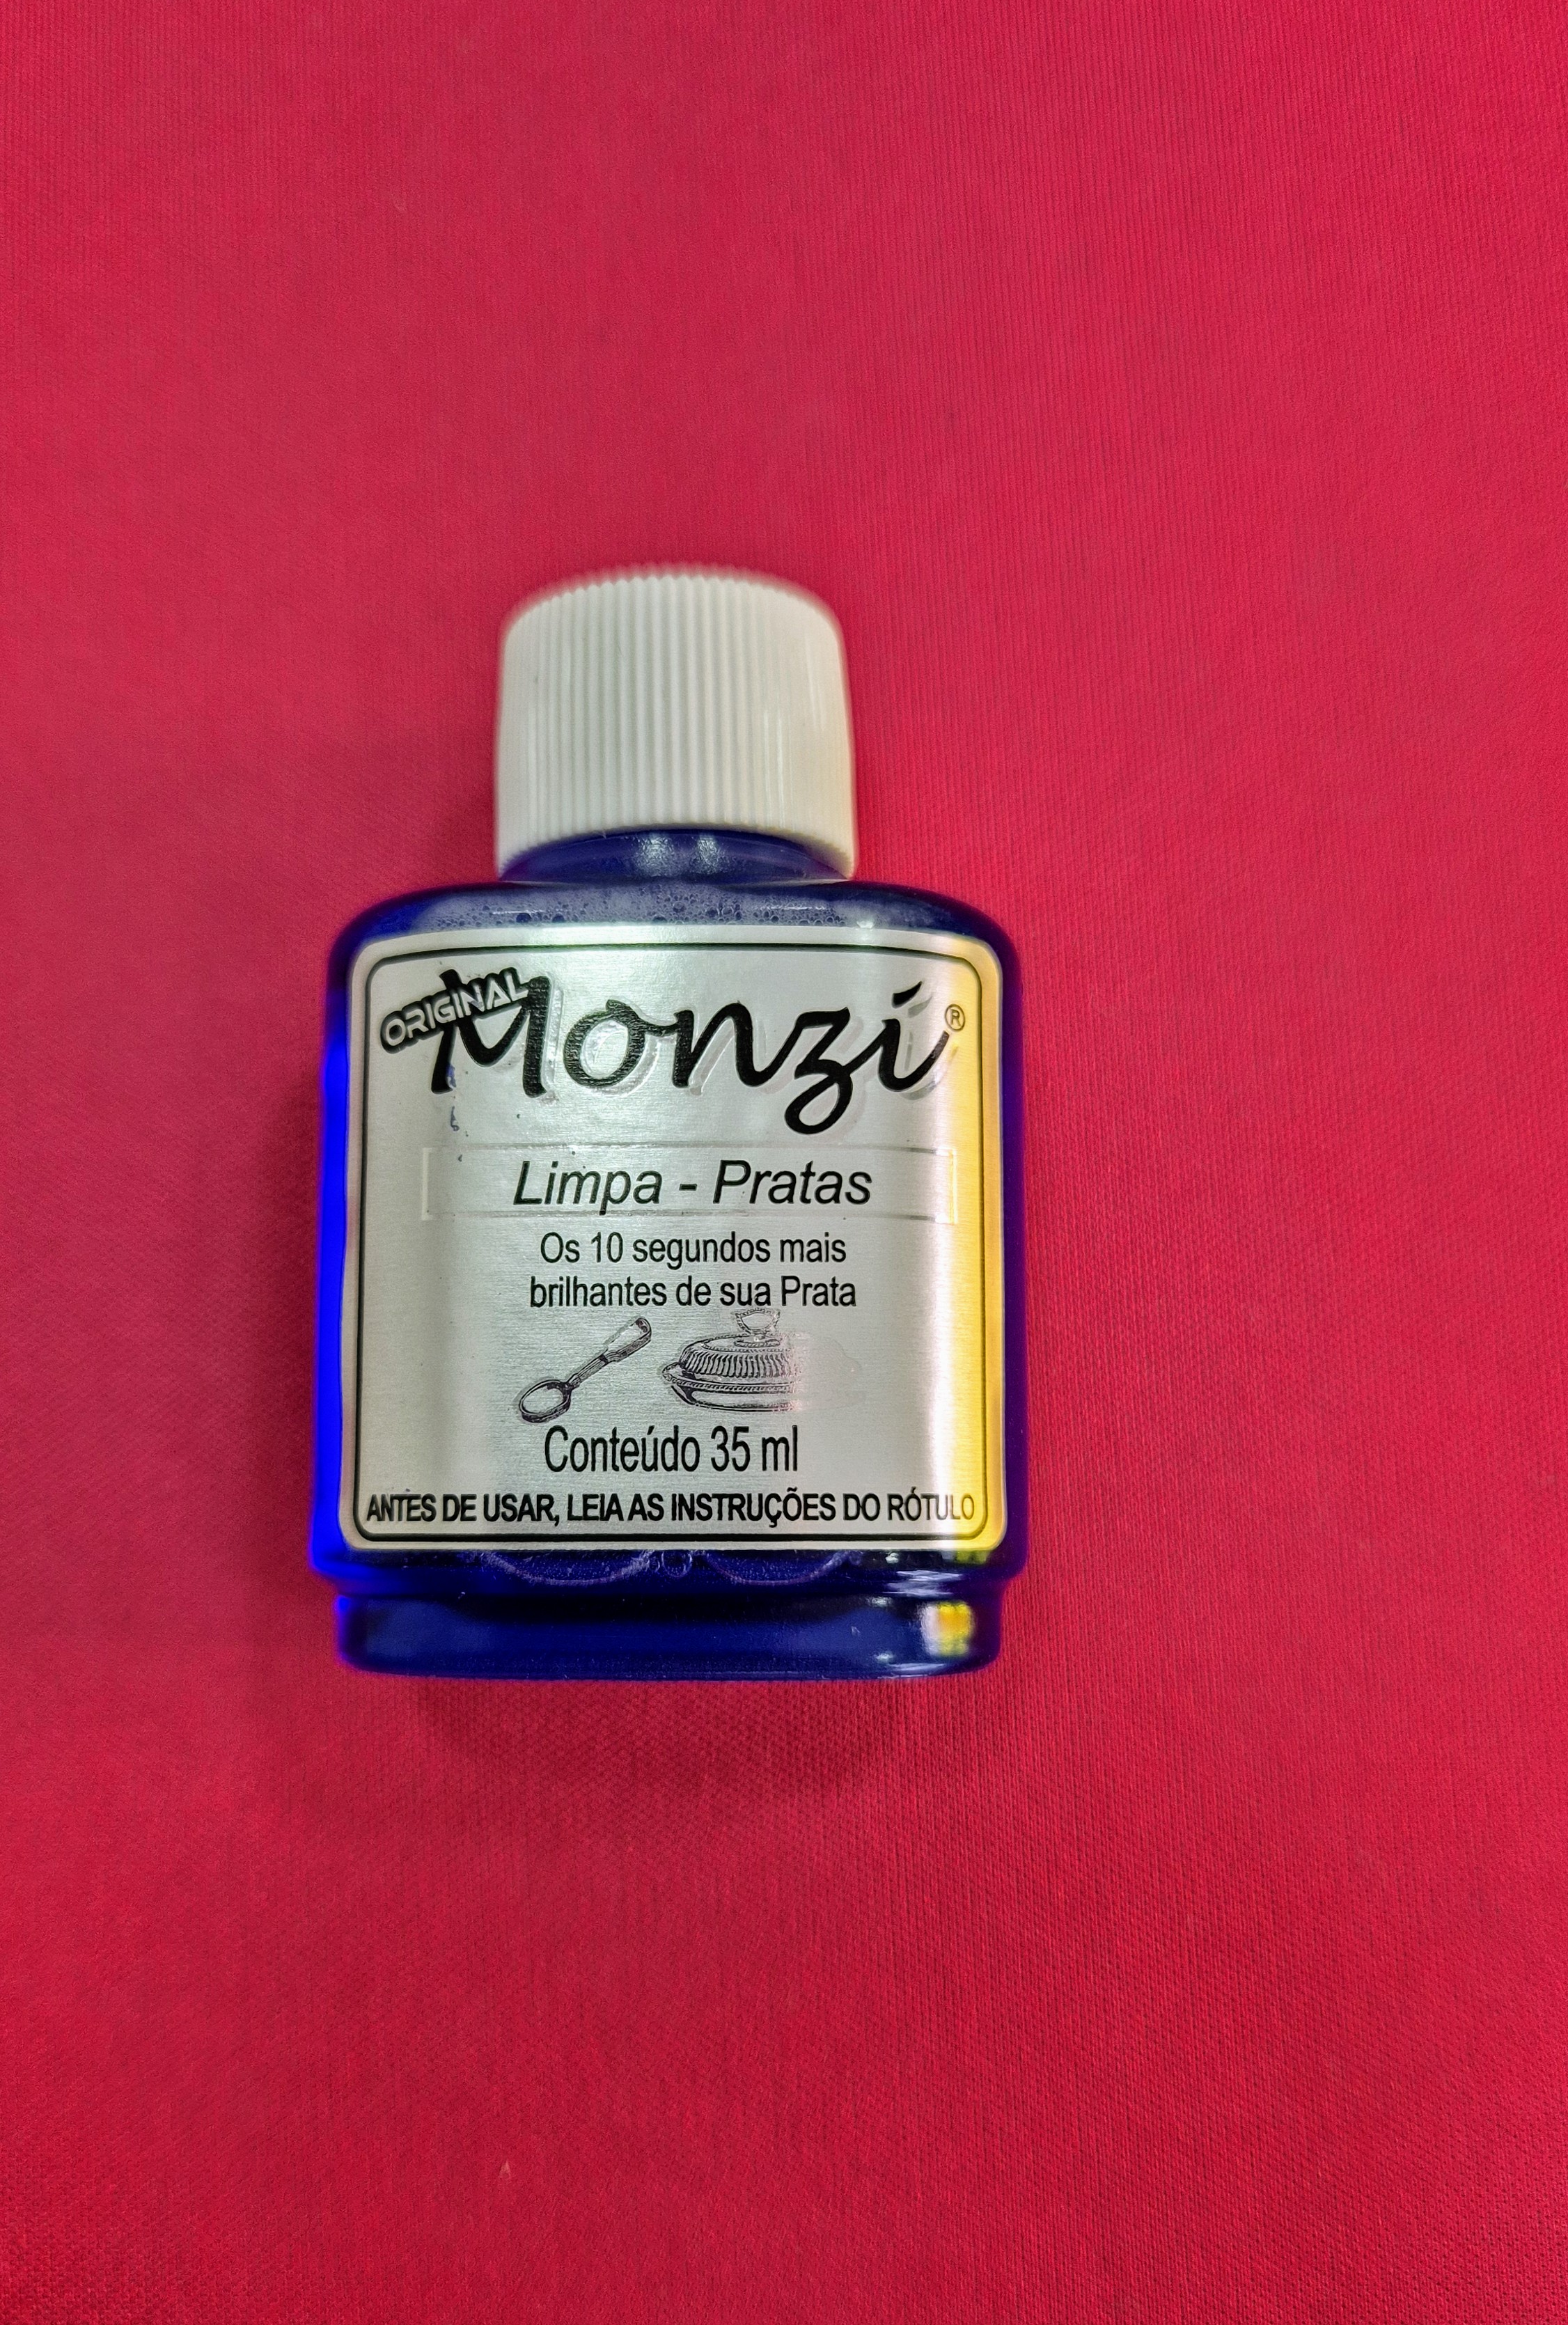 ORIGINAL
Monzi®
Limpa - Pratas
Os 10 segundos mais
brilhantes de sua Prata
Conteúdo 35 ml
ANTES DE USAR, LEIA AS INSTRUÇÕES DO RÓTULO